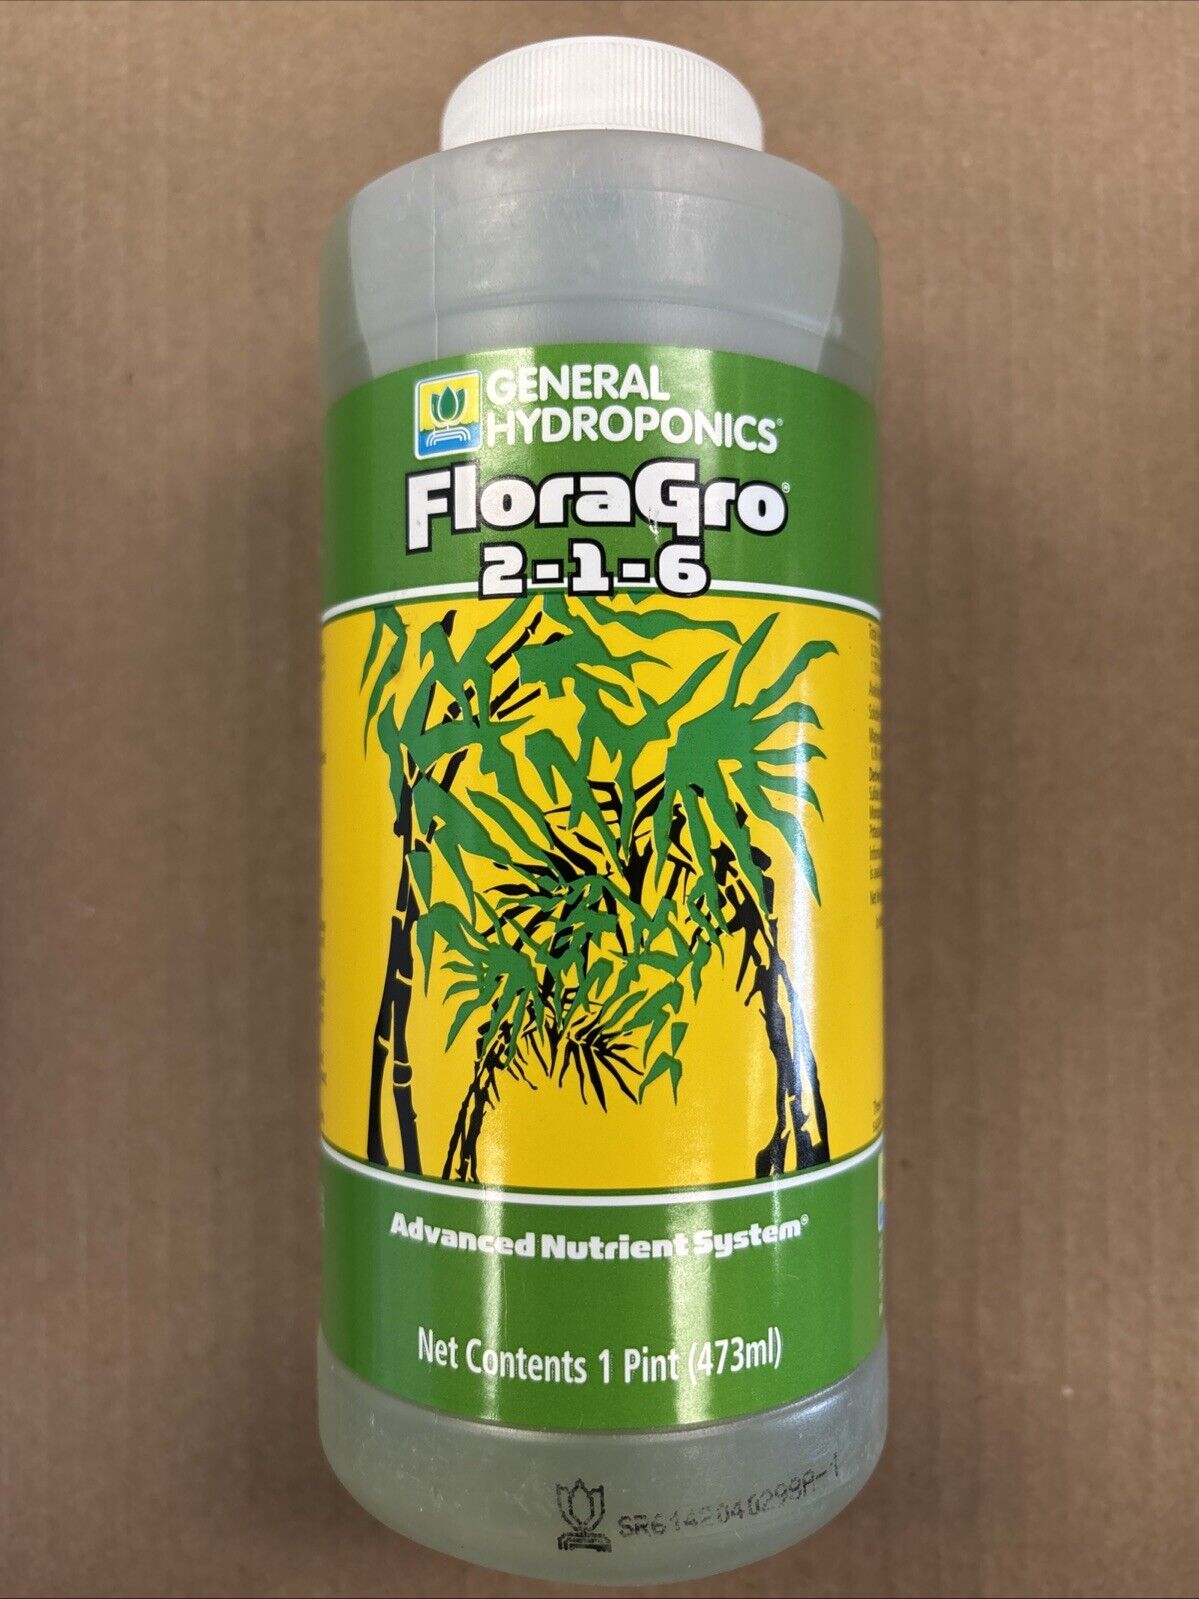 GENERAL
HYDROPONICS®
FloraGro®
2-1-6
Advanced Nutrient System®
Net Contents 1 Pint (473ml)